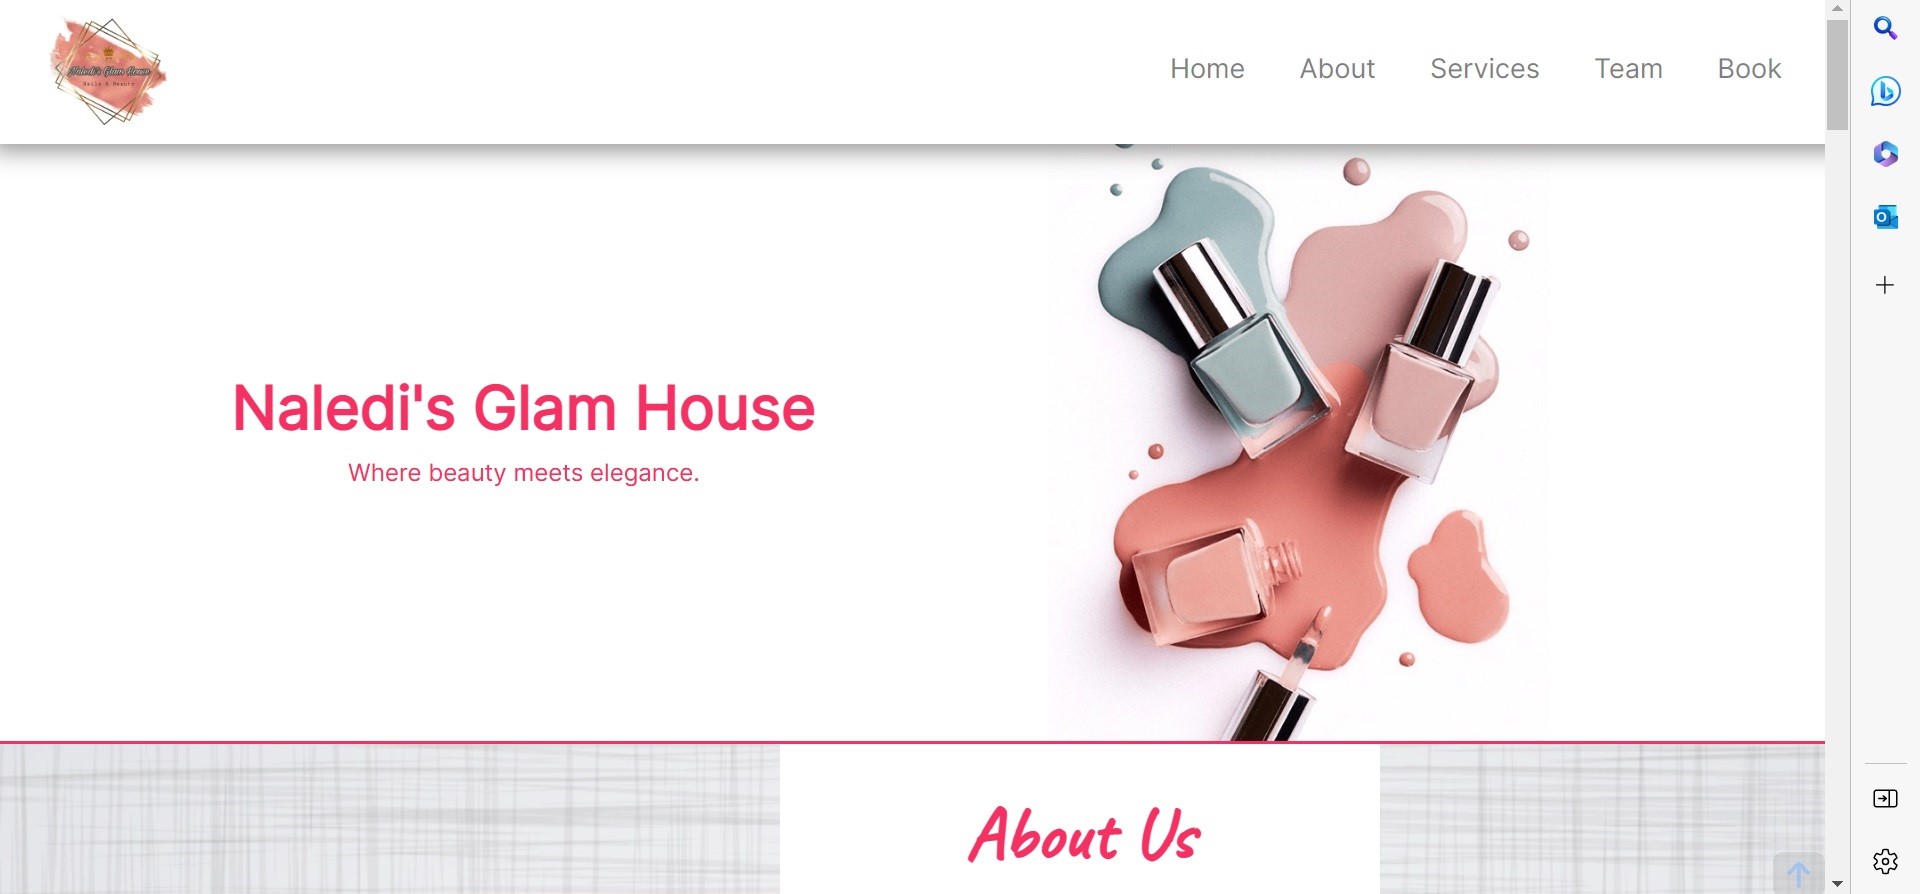 Naledi's Glam House
Nails & Beauty
Home About Services Team Book
Naledi's Glam House
Where beauty meets elegance.
About Us